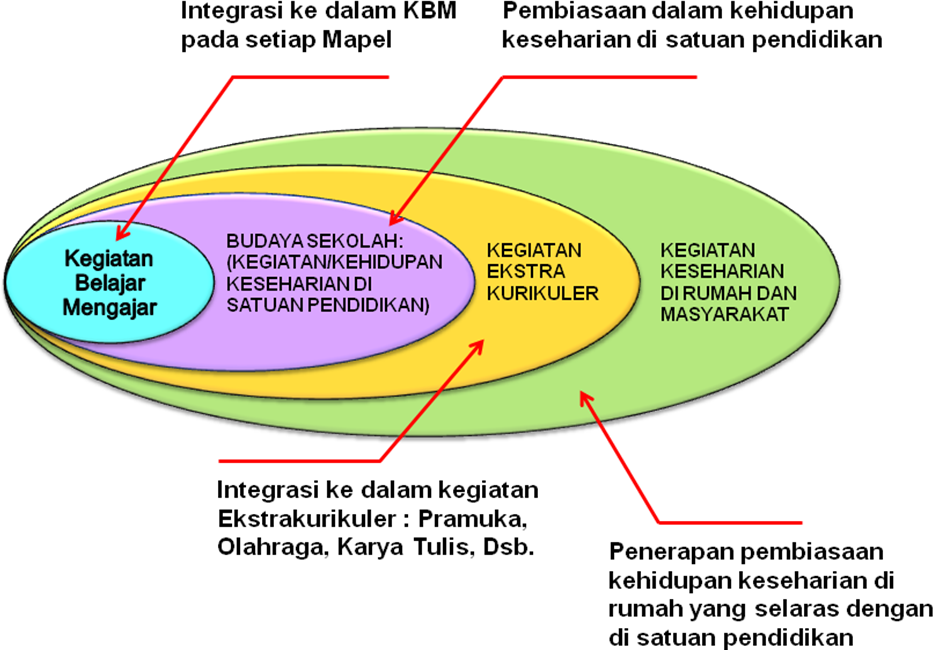 Integrasi ke dalam KBM
pada setiap Mapel
Pembiasaan dalam kehidupan
keseharian di satuan pendidikan
Kegiatan
Belajar
Mengajar
BUDAYA SEKOLAH:
(KEGIATAN/KEHIDUPAN
KESEHARIAN DI
SATUAN PENDIDIKAN)
KEGIATAN
EKSTRA
KURIKULER
KEGIATAN
KESEHARIAN
DI RUMAH DAN
MASYARAKAT
Integrasi ke dalam kegiatan
Ekstrakurikuler : Pramuka,
Olahraga, Karya Tulis, Dsb.
Penerapan pembiasaan
kehidupan keseharian di
rumah yang selaras dengan
di satuan pendidikan